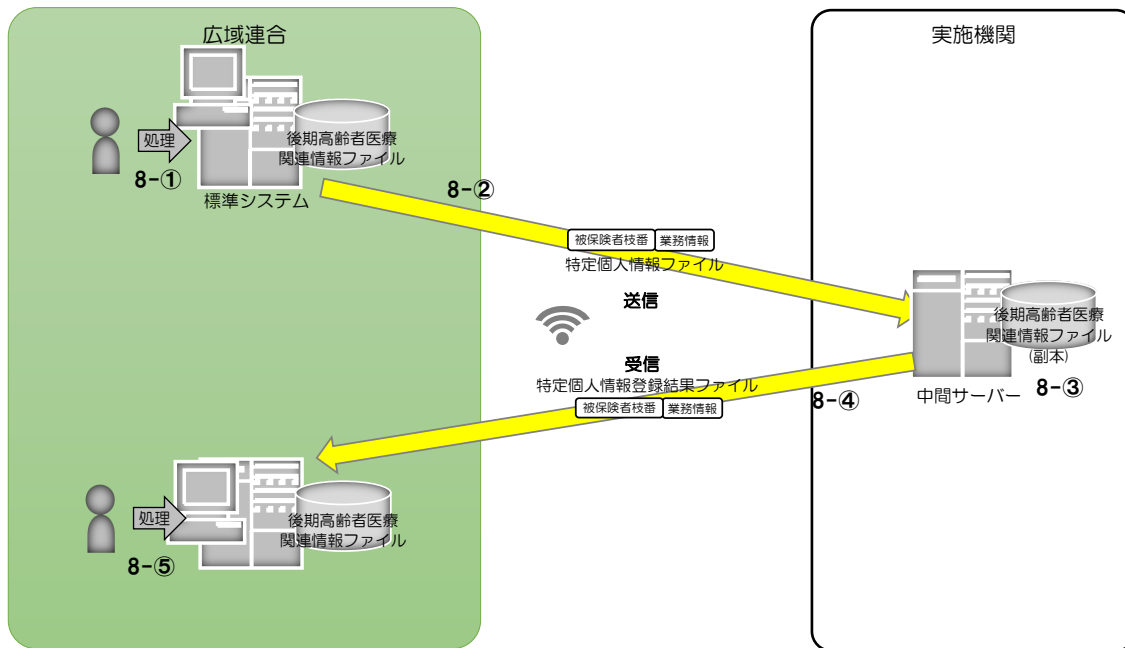 広域連合
実施機関
処理
8-①
後期高齢者医療
関連情報ファイル
標準システム
8-②
被保険者枝番
業務情報
特定個人情報ファイル
送信
後期高齢者医療
関連情報ファイル
(副本)
8-③
中間サーバー
受信
特定個人情報登録結果ファイル
8-④
被保険者枝番
業務情報
処理
8-⑤
後期高齢者医療
関連情報ファイル